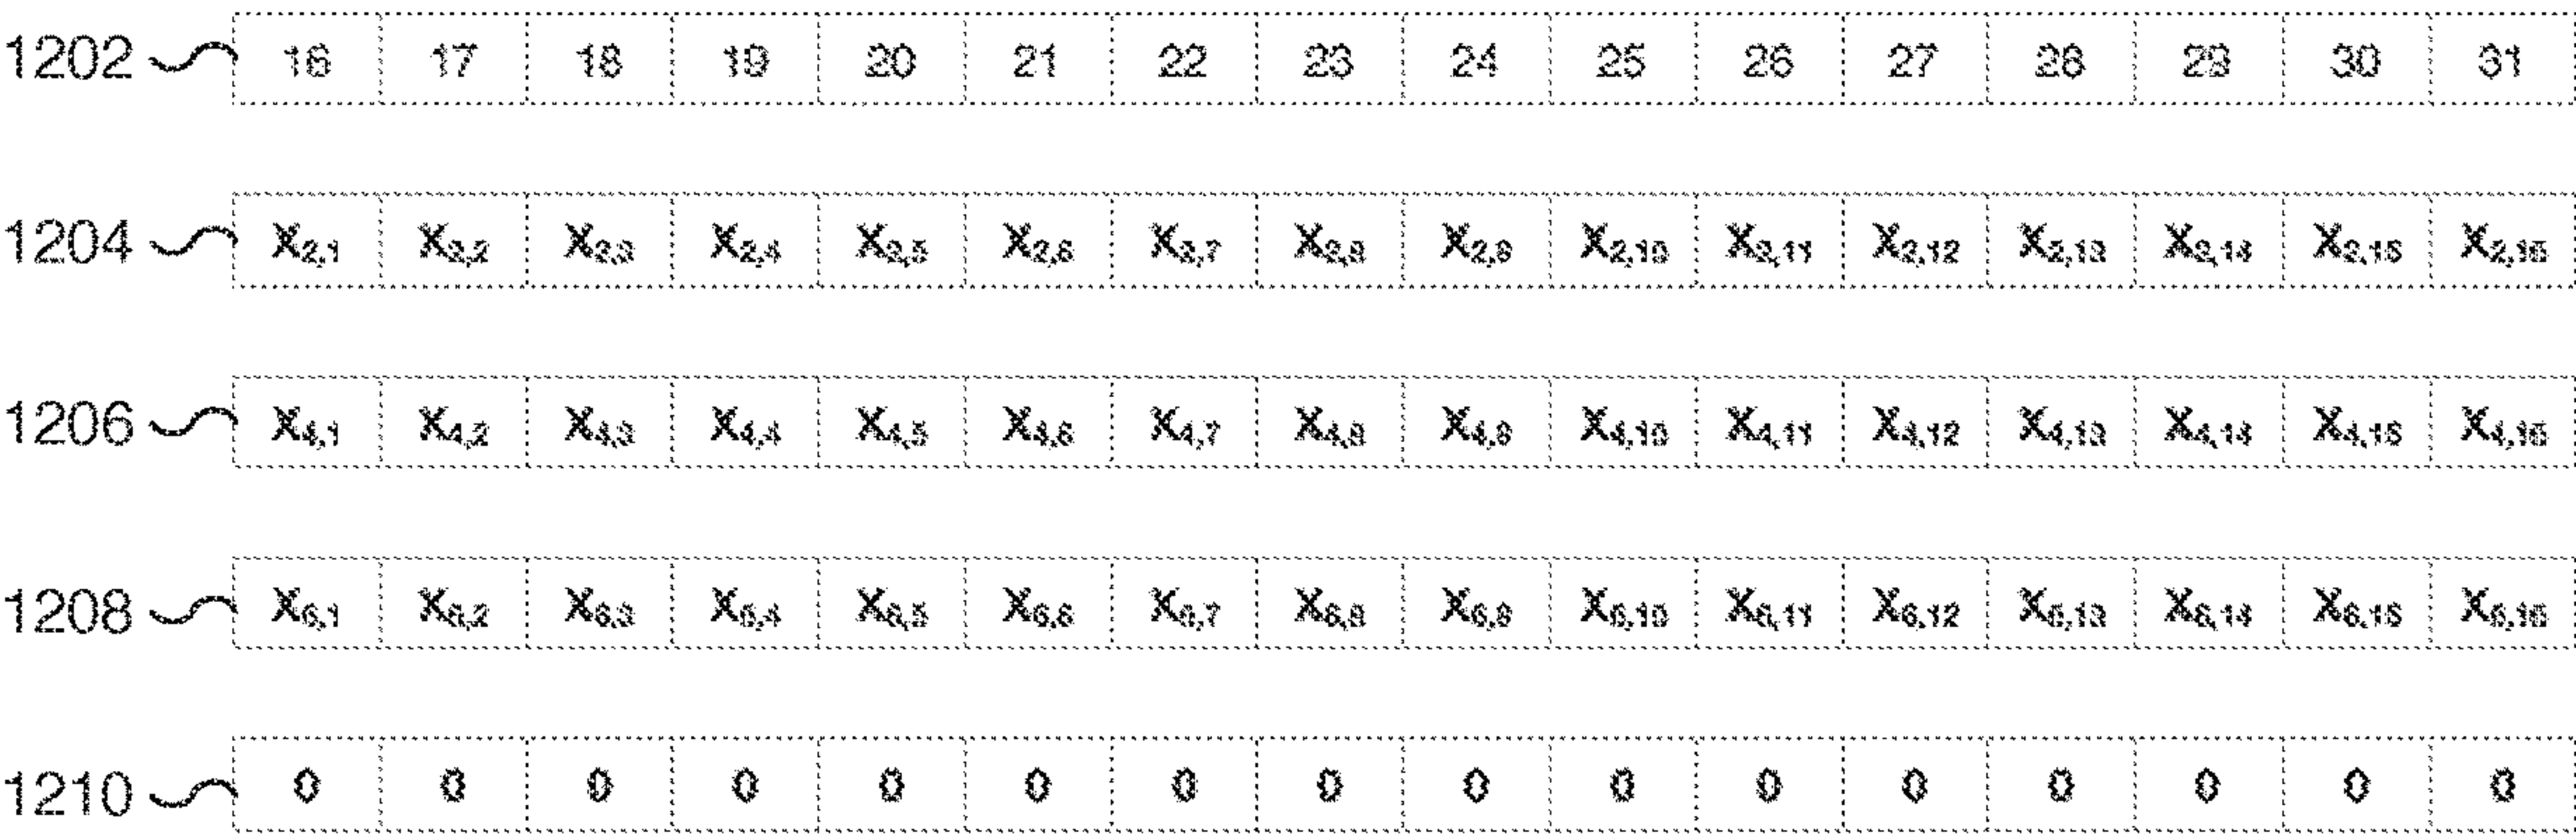 1202 16 17 18 19 20 21 22 23 24 25 26 27 28 29 30 31
1204 X2,1 X2,2 X2,3 X2,4 X2,5 X2,6 X2,7 X2,8 X2,9 X2,10 X2,11 X2,12 X2,13 X2,14 X2,15 X2,16
1206 X4,1 X4,2 X4,3 X4,4 X4,5 X4,6 X4,7 X4,8 X4,9 X4,10 X4,11 X4,12 X4,13 X4,14 X4,15 X4,16
1208 X6,1 X6,2 X6,3 X6,4 X6,5 X6,6 X6,7 X6,8 X6,9 X6,10 X6,11 X6,12 X6,13 X6,14 X6,15 X6,16
1210 0 0 0 0 0 0 0 0 0 0 0 0 0 0 0 0